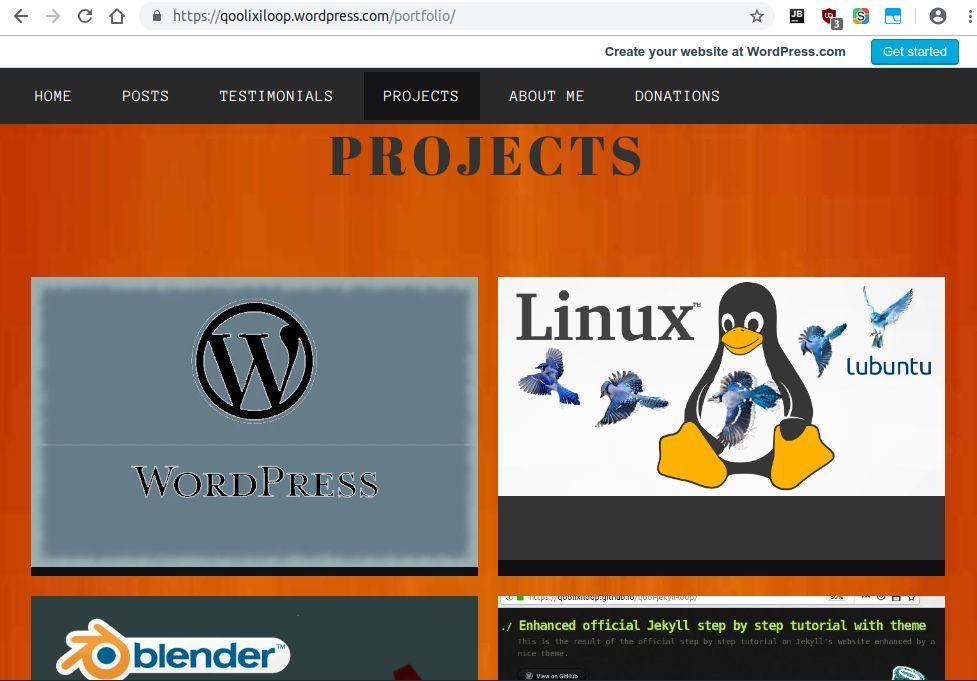 https://qoolixiloop.wordpress.com/portfolio/
JB
3
S
Create your website at WordPress.com
Get started
HOME POSTS TESTIMONIALS PROJECTS ABOUT ME DONATIONS
PROJECTS
W
WORDPRESS
Linux™
lubuntu
blender™
https://qoolixiloop.github.io/qool-jekyll-loop/
80%
./ Enhanced official Jekyll step by step tutorial with theme
This is the result of the official step by step tutorial on Jekyll's website enhanced by a
nice theme.
View on GitHub